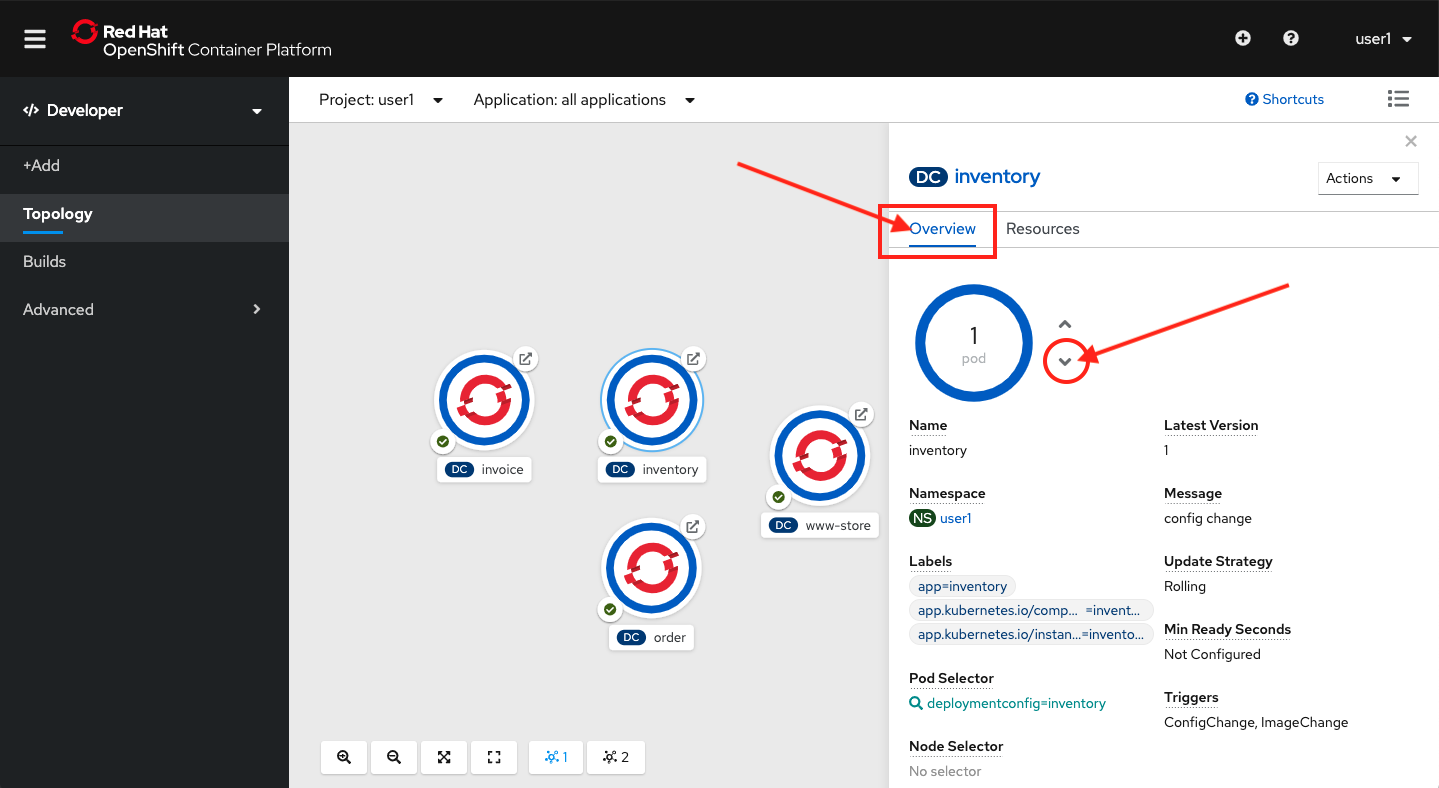 Red Hat
OpenShift Container Platform
user1
</> Developer
+Add
Topology
Builds
Advanced
Project: user1
Application: all applications
Shortcuts
DC inventory
Actions
Overview
Resources
1
pod
Name
inventory
Latest Version
1
Namespace
NS user1
Message
config change
Labels
app=inventory
app.kubernetes.io/comp... =invent...
app.kubernetes.io/instan...=invento...
Update Strategy
Rolling
Min Ready Seconds
Not Configured
Pod Selector
deploymentconfig=inventory
Triggers
ConfigChange, ImageChange
Node Selector
No selector
DC invoice
DC inventory
DC www-store
DC order
1
2